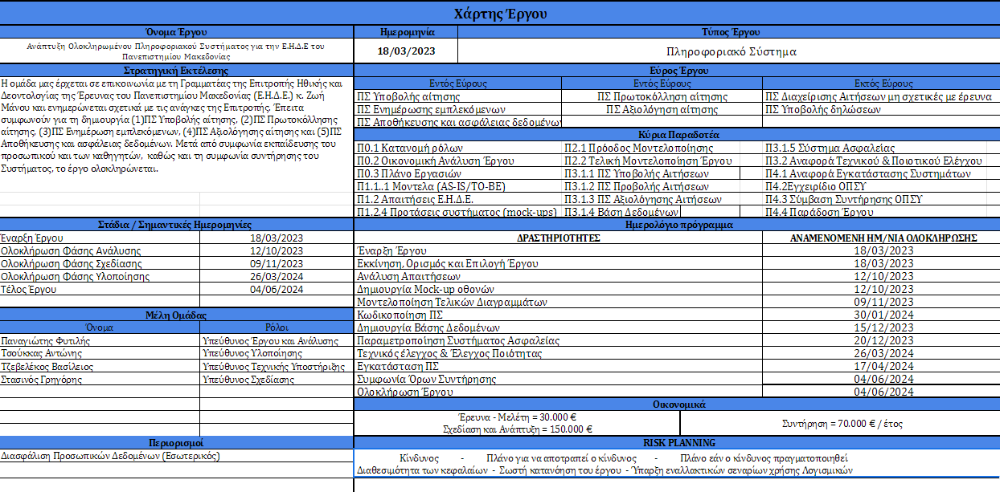 Χάρτης Έργου
Όνομα Έργου
Ημερομηνία
Τύπος Έργου
Ανάπτυξη Ολοκληρωμένου Πληροφοριακού Συστήματος για την Ε.Η.Δ.Ε του
Πανεπιστημίου Μακεδονίας
18/03/2023
Πληροφοριακό Σύστημα
Στρατηγική Εκτέλεσης
Η ομάδα μας έρχεται σε επικοινωνία με τη Γραμματέας της Επιτροπής Ηθικής και
Δεοντολογίας της Έρευνας του Πανεπιστημίου Μακεδονίας (Ε.Η.Δ.Ε.) κ. Ζωή
Μάνου και ενημερώνεται σχετικά με τις ανάγκες της Επιτροπής. Έπειτα
συμφωνούν για τη δημιουργία (1)ΠΣ Υποβολής αίτησης, (2)ΠΣ Πρωτοκόλλησης
αίτησης, (3)ΠΣ Ενημέρωση εμπλεκόμενων, (4)ΠΣ Αξιολόγησης αίτησης και (5)ΠΣ
Αποθήκευσης και ασφάλειας δεδομένων. Μετά από συμφωνία εκπαίδευσης του
προσωπικού και των καθηγητών, καθώς και τη συμφωνία συντήρησης του
Συστήματος, το έργο ολοκληρώνεται.
Εύρος Έργου
Εντός Εύρους Εντός Εύρους Εκτός Εύρους
ΠΣ Υποβολής αίτησης ΠΣ Πρωτοκόλληση αίτησης ΠΣ Διαχείρισης Αιτήσεων μη σχετικές με έρευνα
ΠΣ Ενημέρωσης εμπλεκόμενων ΠΣ Αξιολόγηση αίτησης ΠΣ Υποβολής δηλώσεων
ΠΣ Αποθήκευσης και ασφάλειας δεδομένων
Κύρια Παραδοτέα
Π0.1 Κατανομή ρόλων Π2.1 Πρόοδος Μοντελοποίησης Π3.1.5 Σύστημα Ασφαλείας
Π0.2 Οικονομική Ανάλυση Έργου Π2.2 Τελική Μοντελοποίηση Έργου Π3.2 Αναφορά Τεχνικού & Ποιοτικού Ελέγχου
Π0.3 Πλάνο Εργασιών Π3.1.1 ΠΣ Υποβολής Αιτήσεων Π4.1 Αναφορά Εγκατάστασης Συστημάτων
Π1.1..1 Μοντελα (AS-IS/TO-BE) Π3.1.2 ΠΣ Προβολής Αιτήσεων Π4.2Εγχειρίδιο ΟΠΣΥ
Π1.2 Απαιτήσεις Ε.Η.Δ.Ε. Π3.1.3 ΠΣ Αξιολόγησης Αιτήσεων Π4.3 Σύμβαση Συντήρησης ΟΠΣΥ
Π1.2.4 Προτάσεις συστήματος (mock-ups) Π3.1.4 Βάση Δεδομένων Π4.4 Παράδοση Έργου
Στάδια / Σημαντικές Ημερομηνίες
Έναρξη Έργου 18/03/2023
Ολοκλήρωση Φάσης Ανάλυσης 12/10/2023
Ολοκλήρωση Φάσης Σχεδίασης 09/11/2023
Ολοκλήρωση Φάσης Υλοποίησης 26/03/2024
Τέλος Έργου 04/06/2024
Μέλη Ομάδας
Όνομα Ρόλοι
Παναγιώτης Φυτιλής Υπεύθυνος Έργου και Ανάλυσης
Τσούκκας Αντώνης Υπεύθυνος Υλοποίησης
Τζεβελέκος Βασίλειος Υπεύθυνος Τεχνικής Υποστήριξης
Στασινός Γρηγόρης Υπεύθυνος Σχεδίασης
Ημερολόγιο πρόγραμμα
ΔΡΑΣΤΗΡΙΟΤΗΤΕΣ ΑΝΑΜΕΝΟΜΕΝΗ ΗΜ/ΝΙΑ ΟΛΟΚΛΗΡΩΣΗΣ
Έναρξη Έργου 18/03/2023
Εκκίνηση, Ορισμός και Επιλογή Έργου 18/03/2023
Ανάλυση Απαιτήσεων 12/10/2023
Δημιουργία Mock-up οθονών 12/10/2023
Μοντελοποίηση Τελικών Διαγραμμάτων 09/11/2023
Κωδικοποίηση ΠΣ 30/01/2024
Δημιουργία Βάσης Δεδομένων 15/12/2023
Παραμετροποίηση Συστήματος Ασφαλείας 20/12/2023
Τεχνικός έλεγχος & Έλεγχος Ποιότητας 26/03/2024
Εγκατάσταση ΠΣ 17/04/2024
Συμφωνία Όρων Συντήρησης 04/06/2024
Ολοκλήρωση Έργου 04/06/2024
Οικονομικά
Έρευνα - Μελέτη = 30.000 €
Σχεδίαση και Ανάπτυξη = 150.000 €
Συντήρηση = 70.000 € / έτος
Περιορισμοί
Διασφάλιση Προσωπικών Δεδομένων (Εσωτερικός)
RISK PLANNING
Κίνδυνος - Πλάνο για να αποτραπεί ο κίνδυνος - Πλάνο εάν ο κίνδυνος πραγματοποιηθεί
Διαθεσιμότητα των κεφαλαίων - Σωστή κατανόηση του έργου - Ύπαρξη εναλλακτικών σεναρίων χρήσης Λογισμικών